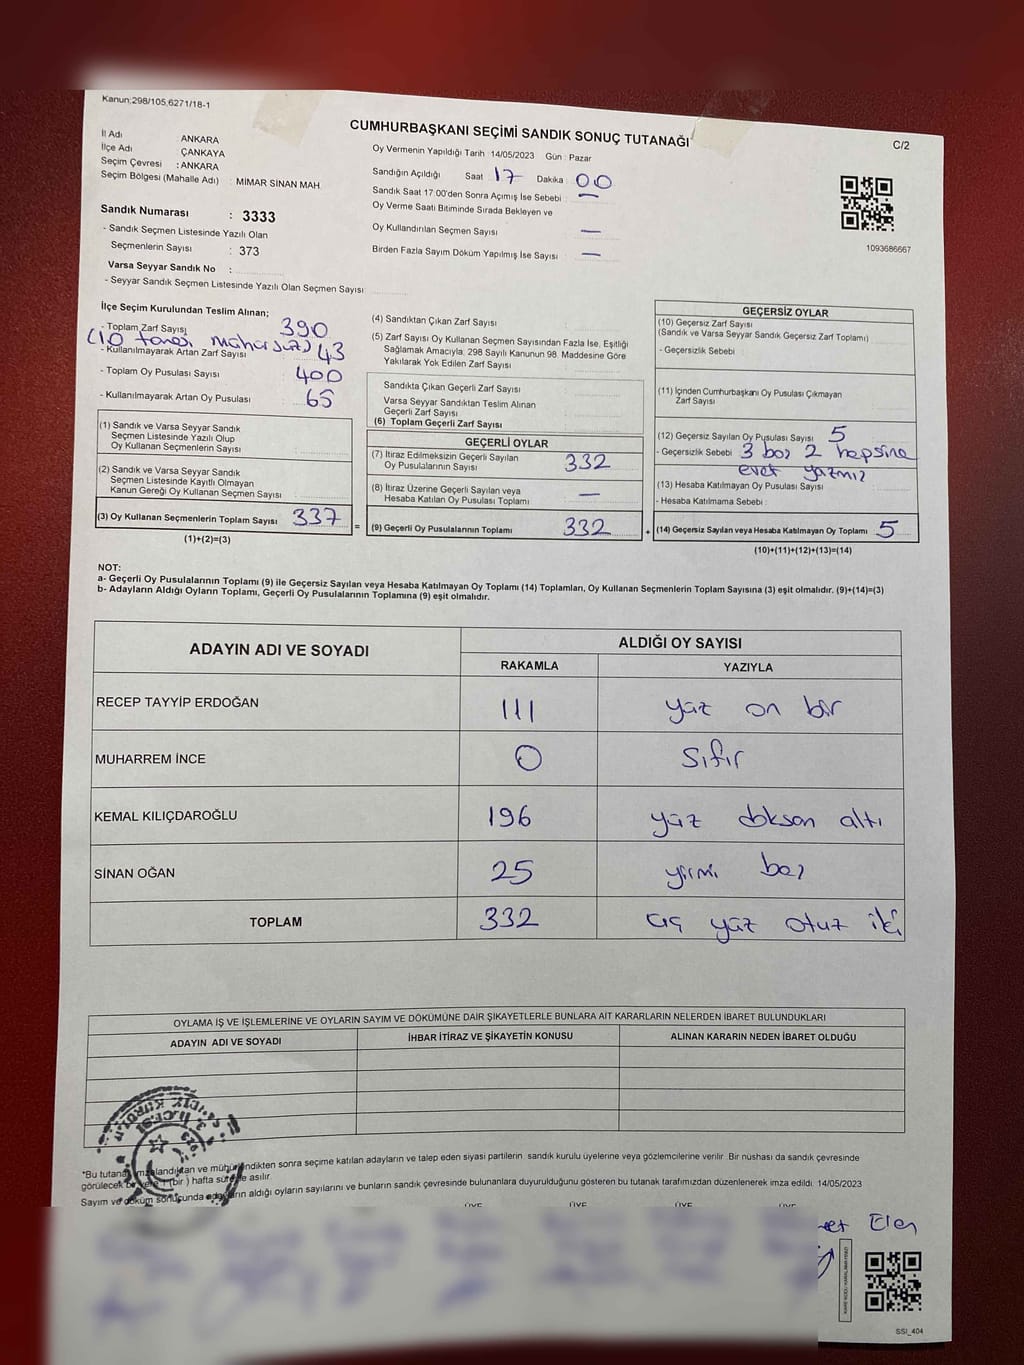 Kanun:298/105,6271/18-1
CUMHURBAŞKANI SEÇİMİ SANDIK SONUÇ TUTANAĞI
C/2
İl Adı : ANKARA
İlçe Adı : ÇANKAYA
Seçim Çevresi : ANKARA
Seçim Bölgesi (Mahalle Adı) : MİMAR SİNAN MAH.
Oy Vermenin Yapıldığı Tarih : 14/05/2023 Gün : Pazar
Sandığın Açıldığı Saat 17 Dakika : 00
Sandık Saat 17:00'den Sonra Açımış İse Sebebi : —
Oy Verme Saati Bitiminde Sırada Bekleyen ve
Oy Kullandırılan Seçmen Sayısı —
Birden Fazla Sayım Döküm Yapılmış İse Sayısı —
1093686667
Sandık Numarası : 3333
- Sandık Seçmen Listesinde Yazılı Olan
Seçmenlerin Sayısı : 373
Varsa Seyyar Sandık No :
- Seyyar Sandık Seçmen Listesinde Yazılı Olan Seçmen Sayısı
İlçe Seçim Kurulundan Teslim Alınan;
- Toplam Zarf Sayısı 390
(10 tanesi mühürsüz)
- Kullanılmayarak Artan Zarf Sayısı 43
- Toplam Oy Pusulası Sayısı : 400
- Kullanılmayarak Artan Oy Pusulası : 65
(1) Sandık ve Varsa Seyyar Sandık
Seçmen Listesinde Yazılı Olup
Oy Kullanan Seçmenlerin Sayısı
(2) Sandık ve Varsa Seyyar Sandık
Seçmen Listesinde Kayıtlı Olmayan
Kanun Gereği Oy Kullanan Seçmen Sayısı
(3) Oy Kullanan Seçmenlerin Toplam Sayısı 337
(1)+(2)=(3)
(4) Sandıktan Çıkan Zarf Sayısı
(5) Zarf Sayısı Oy Kullanan Seçmen Sayısından Fazla İse, Eşitliği
Sağlamak Amacıyla, 298 Sayılı Kanunun 98. Maddesine Göre
Yakılarak Yok Edilen Zarf Sayısı
Sandıkta Çıkan Geçerli Zarf Sayısı
Varsa Seyyar Sandıktan Teslim Alınan
Geçerli Zarf Sayısı
(6) Toplam Geçerli Zarf Sayısı
GEÇERLİ OYLAR
(7) İtiraz Edilmeksizin Geçerli Sayılan
Oy Pusulalarının Sayısı 332
(8) İtiraz Üzerine Geçerli Sayılan veya
Hesaba Katılan Oy Pusulası Toplamı —
= (9) Geçerli Oy Pusulalarının Toplamı 332
GEÇERSİZ OYLAR
(10) Geçersiz Zarf Sayısı
(Sandık ve Varsa Seyyar Sandık Geçersiz Zarf Toplamı)
- Geçersizlik Sebebi
(11) İçinden Cumhurbaşkanı Oy Pusulası Çıkmayan
Zarf Sayısı
(12) Geçersiz Sayılan Oy Pusulası Sayısı 5
- Geçersizlik Sebebi 3 boş 2 hepsine
evet yazmış
(13) Hesaba Katılmayan Oy Pusulası Sayısı
- Hesaba Katılmama Sebebi :
+ (14) Geçersiz Sayılan veya Hesaba Katılmayan Oy Toplamı 5
(10)+(11)+(12)+(13)=(14)
NOT:
a- Geçerli Oy Pusulalarının Toplamı (9) ile Geçersiz Sayılan veya Hesaba Katılmayan Oy Toplamı (14) Toplamları, Oy Kullanan Seçmenlerin Toplam Sayısına (3) eşit olmalıdır. (9)+(14)=(3)
b- Adayların Aldığı Oyların Toplamı, Geçerli Oy Pusulalarının Toplamına (9) eşit olmalıdır.
ADAYIN ADI VE SOYADI
ALDIĞI OY SAYISI
RAKAMLA YAZIYLA
RECEP TAYYİP ERDOĞAN 111 yüz on bir
MUHARREM İNCE 0 sıfır
KEMAL KILIÇDAROĞLU 196 yüz doksan altı
SİNAN OĞAN 25 yirmi beş
TOPLAM 332 üç yüz otuz iki
OYLAMA İŞ VE İŞLEMLERİNE VE OYLARIN SAYIM VE DÖKÜMÜNE DAİR ŞİKAYETLERLE BUNLARA AİT KARARLARIN NELERDEN İBARET BULUNDUKLARI
ADAYIN ADI VE SOYADI İHBAR İTİRAZ VE ŞİKAYETİN KONUSU ALINAN KARARIN NEDEN İBARET OLDUĞU
*Bu tutanak imzalandıktan ve mühürlendikten sonra seçime katılan adayların ve talep eden siyasi partilerin sandık kurulu üyelerine veya gözlemcilerine verilir. Bir nüshası da sandık çevresinde
görülecek bir yere 1 (bir) hafta süreyle asılır.
Sayım ve döküm sonucunda adayların aldığı oyların sayılarını ve bunların sandık çevresinde bulunanlara duyurulduğunu gösteren bu tutanak tarafımızdan düzenlenerek imza edildi. 14/05/2023
ÜYE ÜYE ÜYE ÜYE
SSI_404